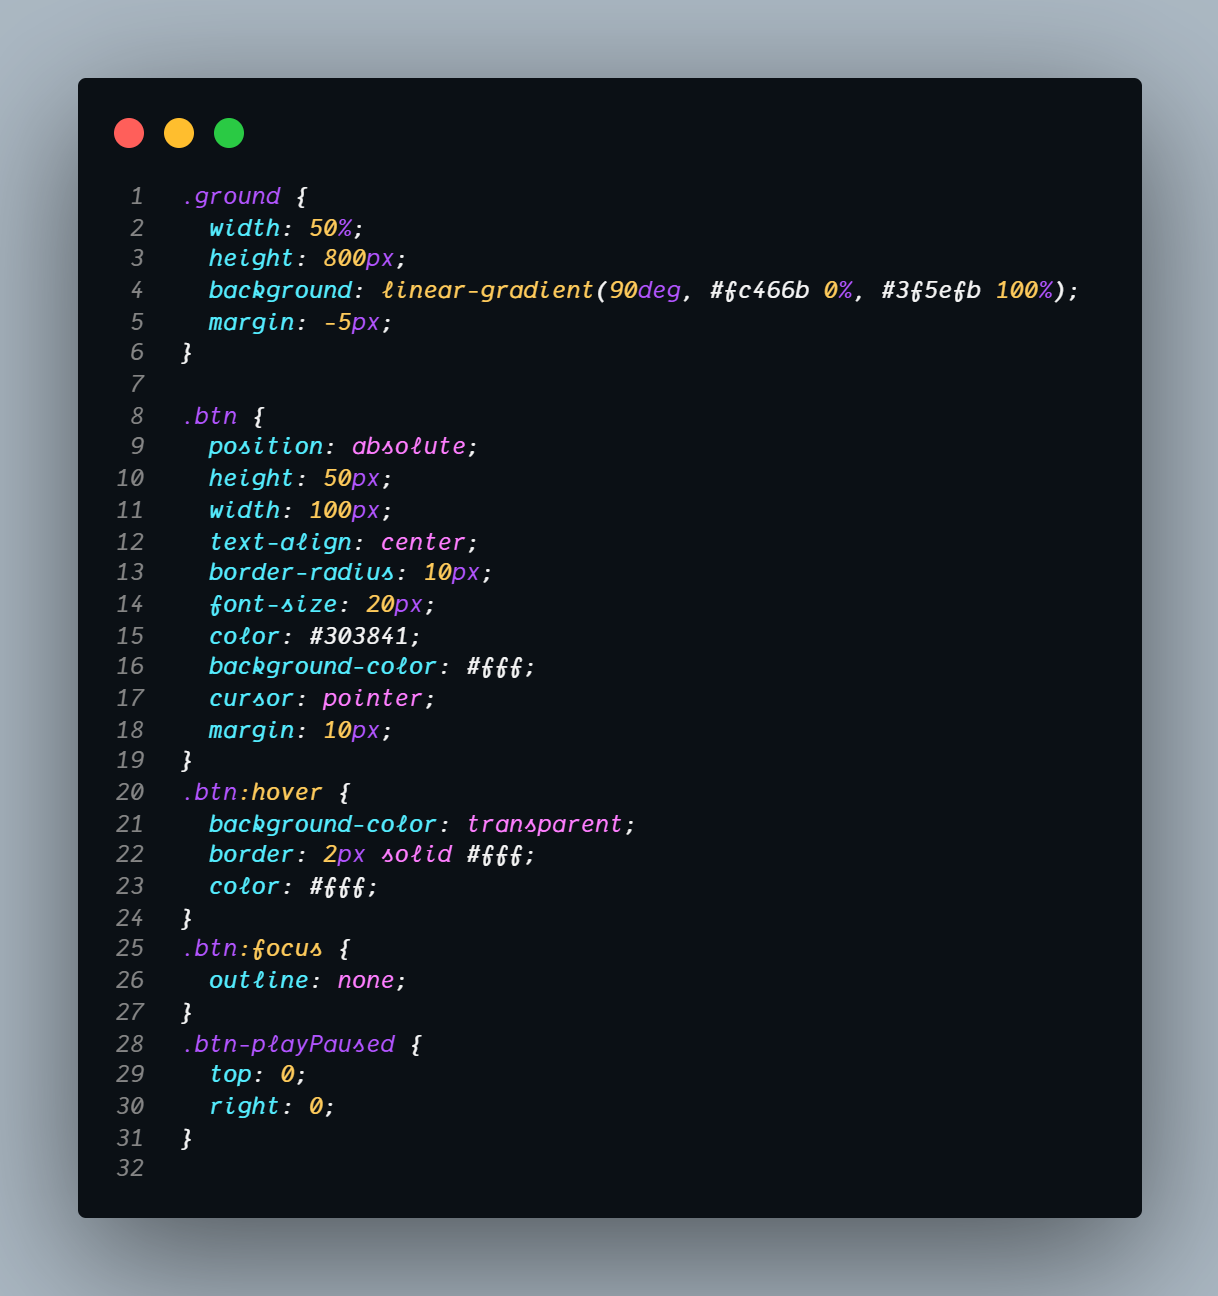 1 .ground {
2   width: 50%;
3   height: 800px;
4   background: linear-gradient(90deg, #fc466b 0%, #3f5efb 100%);
5   margin: -5px;
6 }
7
8 .btn {
9   position: absolute;
10   height: 50px;
11   width: 100px;
12   text-align: center;
13   border-radius: 10px;
14   font-size: 20px;
15   color: #303841;
16   background-color: #fff;
17   cursor: pointer;
18   margin: 10px;
19 }
20 .btn:hover {
21   background-color: transparent;
22   border: 2px solid #fff;
23   color: #fff;
24 }
25 .btn:focus {
26   outline: none;
27 }
28 .btn-playPaused {
29   top: 0;
30   right: 0;
31 }
32